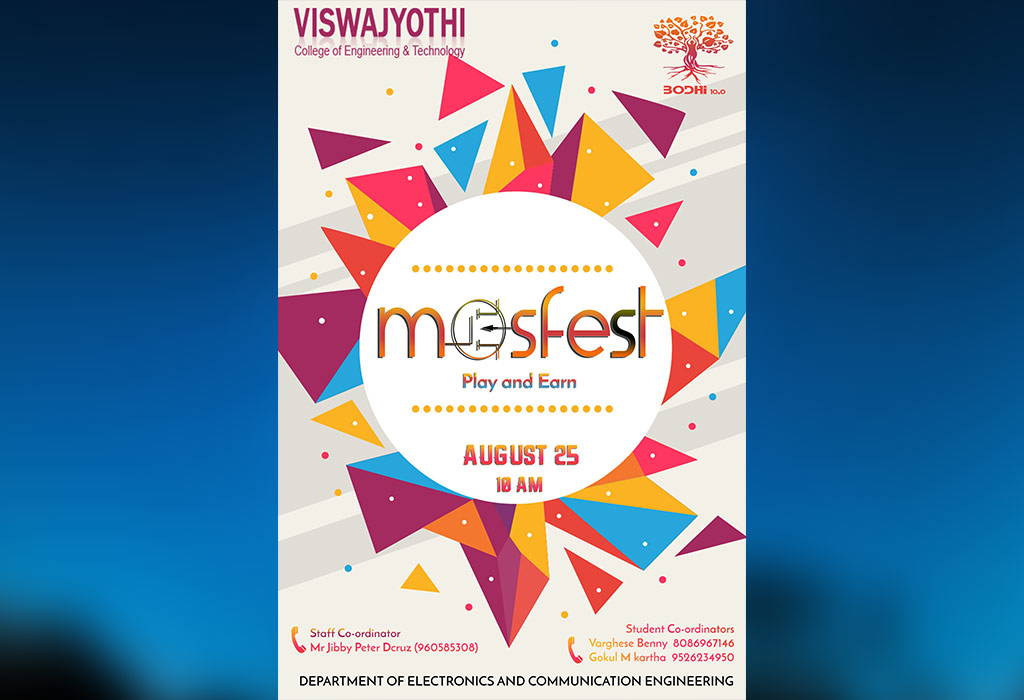 VISWAJYOTHI
College of Engineering & Technology
BODHI 10.0
mosfest
Play and Earn
AUGUST 25
10 AM
Staff Co-ordinator
Mr Jibby Peter Dcruz (960585308)
Student Co-ordinators
Varghese Benny 8086967146
Gokul M kartha 9526234950
DEPARTMENT OF ELECTRONICS AND COMMUNICATION ENGINEERING